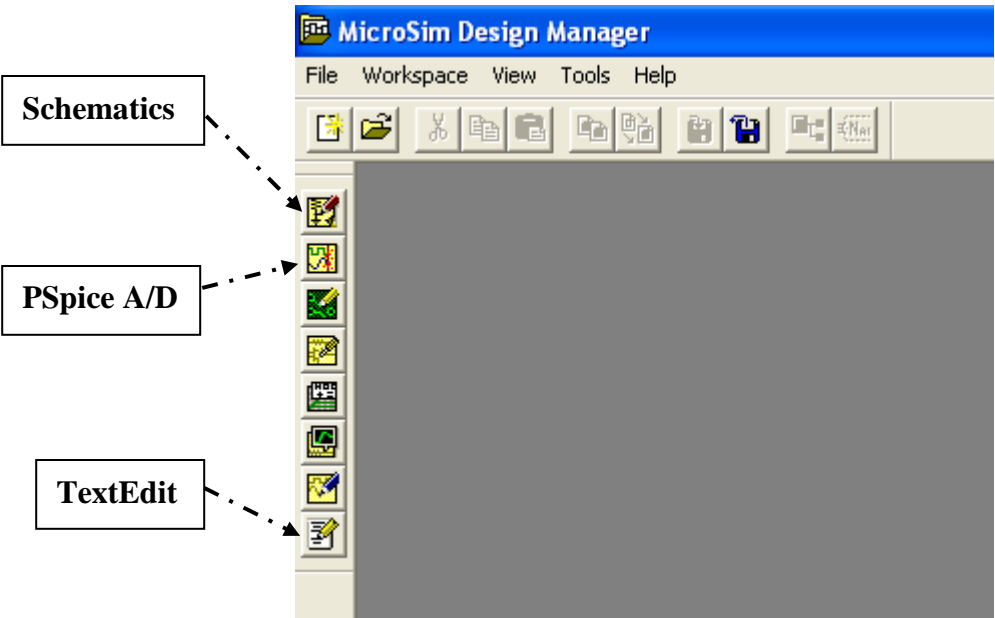 MicroSim Design Manager
File Workspace View Tools Help
Schematics
PSpice A/D
TextEdit